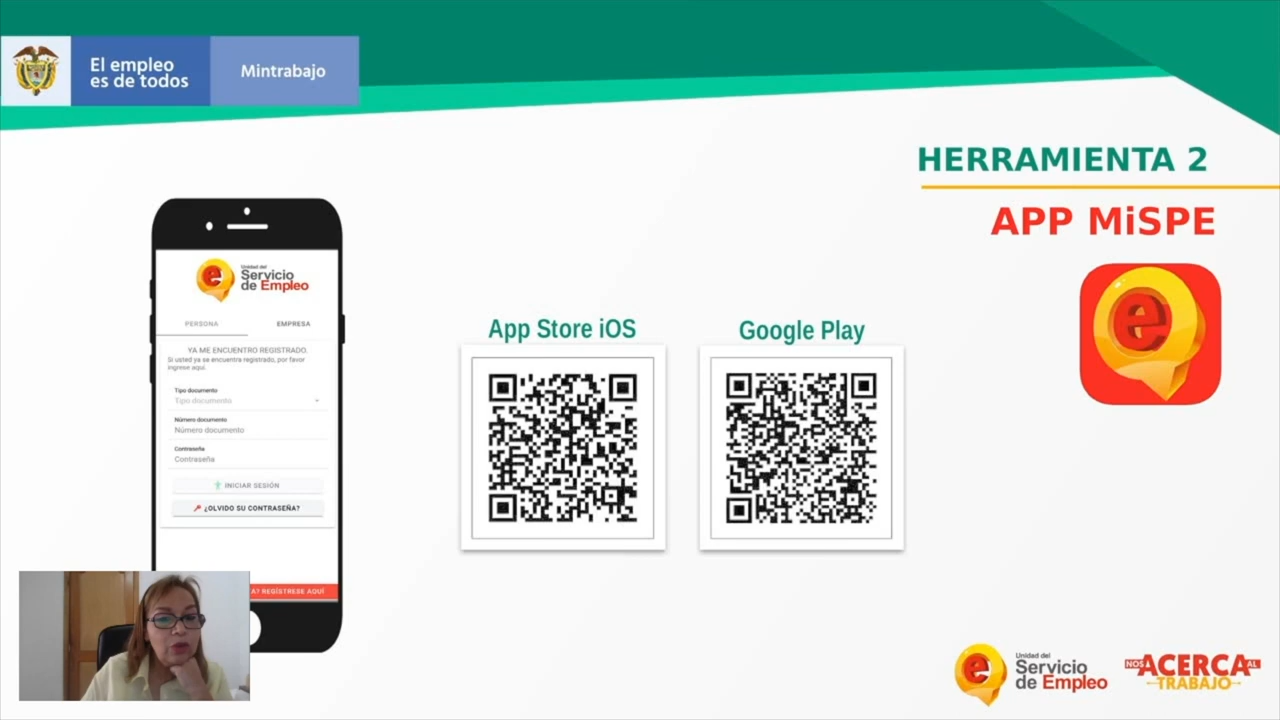 El empleo
es de todos
Mintrabajo
HERRAMIENTA 2
APP MiSPE
e
Unidad del
Servicio
de Empleo
PERSONA EMPRESA
YA ME ENCUENTRO REGISTRADO.
Si usted ya se encuentra registrado, por favor
ingrese aquí.
Tipo documento
Tipo documento
Número documento
Número documento
Contraseña
Contraseña
INICIAR SESIÓN
¿OLVIDO SU CONTRASEÑA?
A? REGÍSTRESE AQUÍ
App Store iOS
Google Play
e
e
Unidad del
Servicio
de Empleo
NOS ACERCA AL
TRABAJO